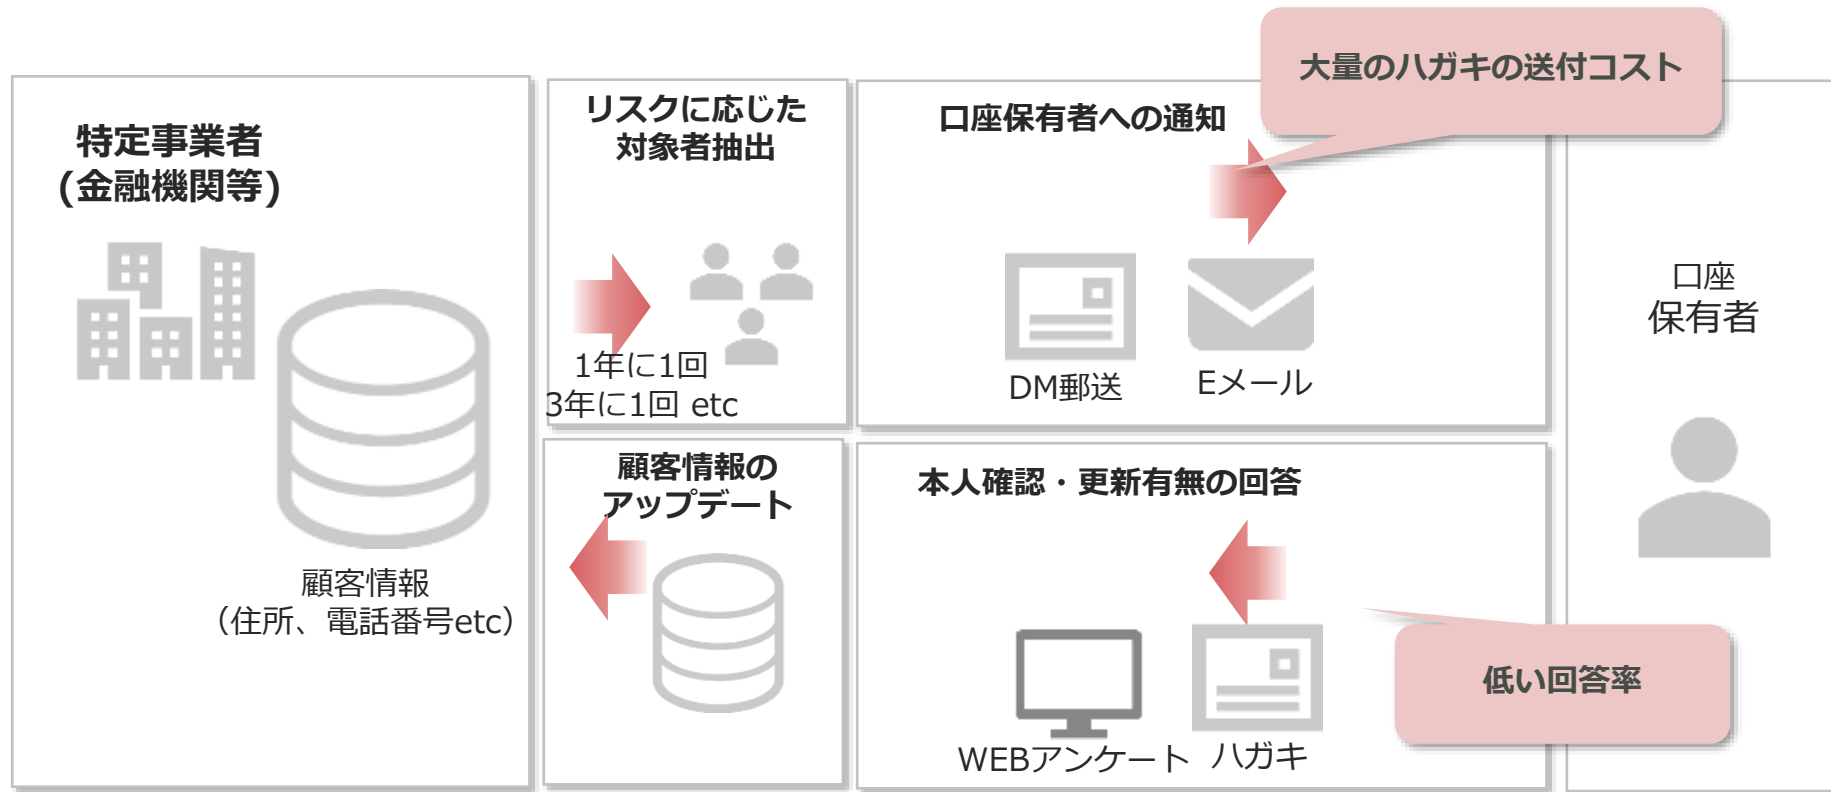 特定事業者
(金融機関等)
顧客情報
（住所、電話番号etc）
リスクに応じた
対象者抽出
1年に1回
3年に1回 etc
口座保有者への通知
大量のハガキの送付コスト
DM郵送
Eメール
顧客情報の
アップデート
本人確認・更新有無の回答
WEBアンケート
ハガキ
低い回答率
口座
保有者